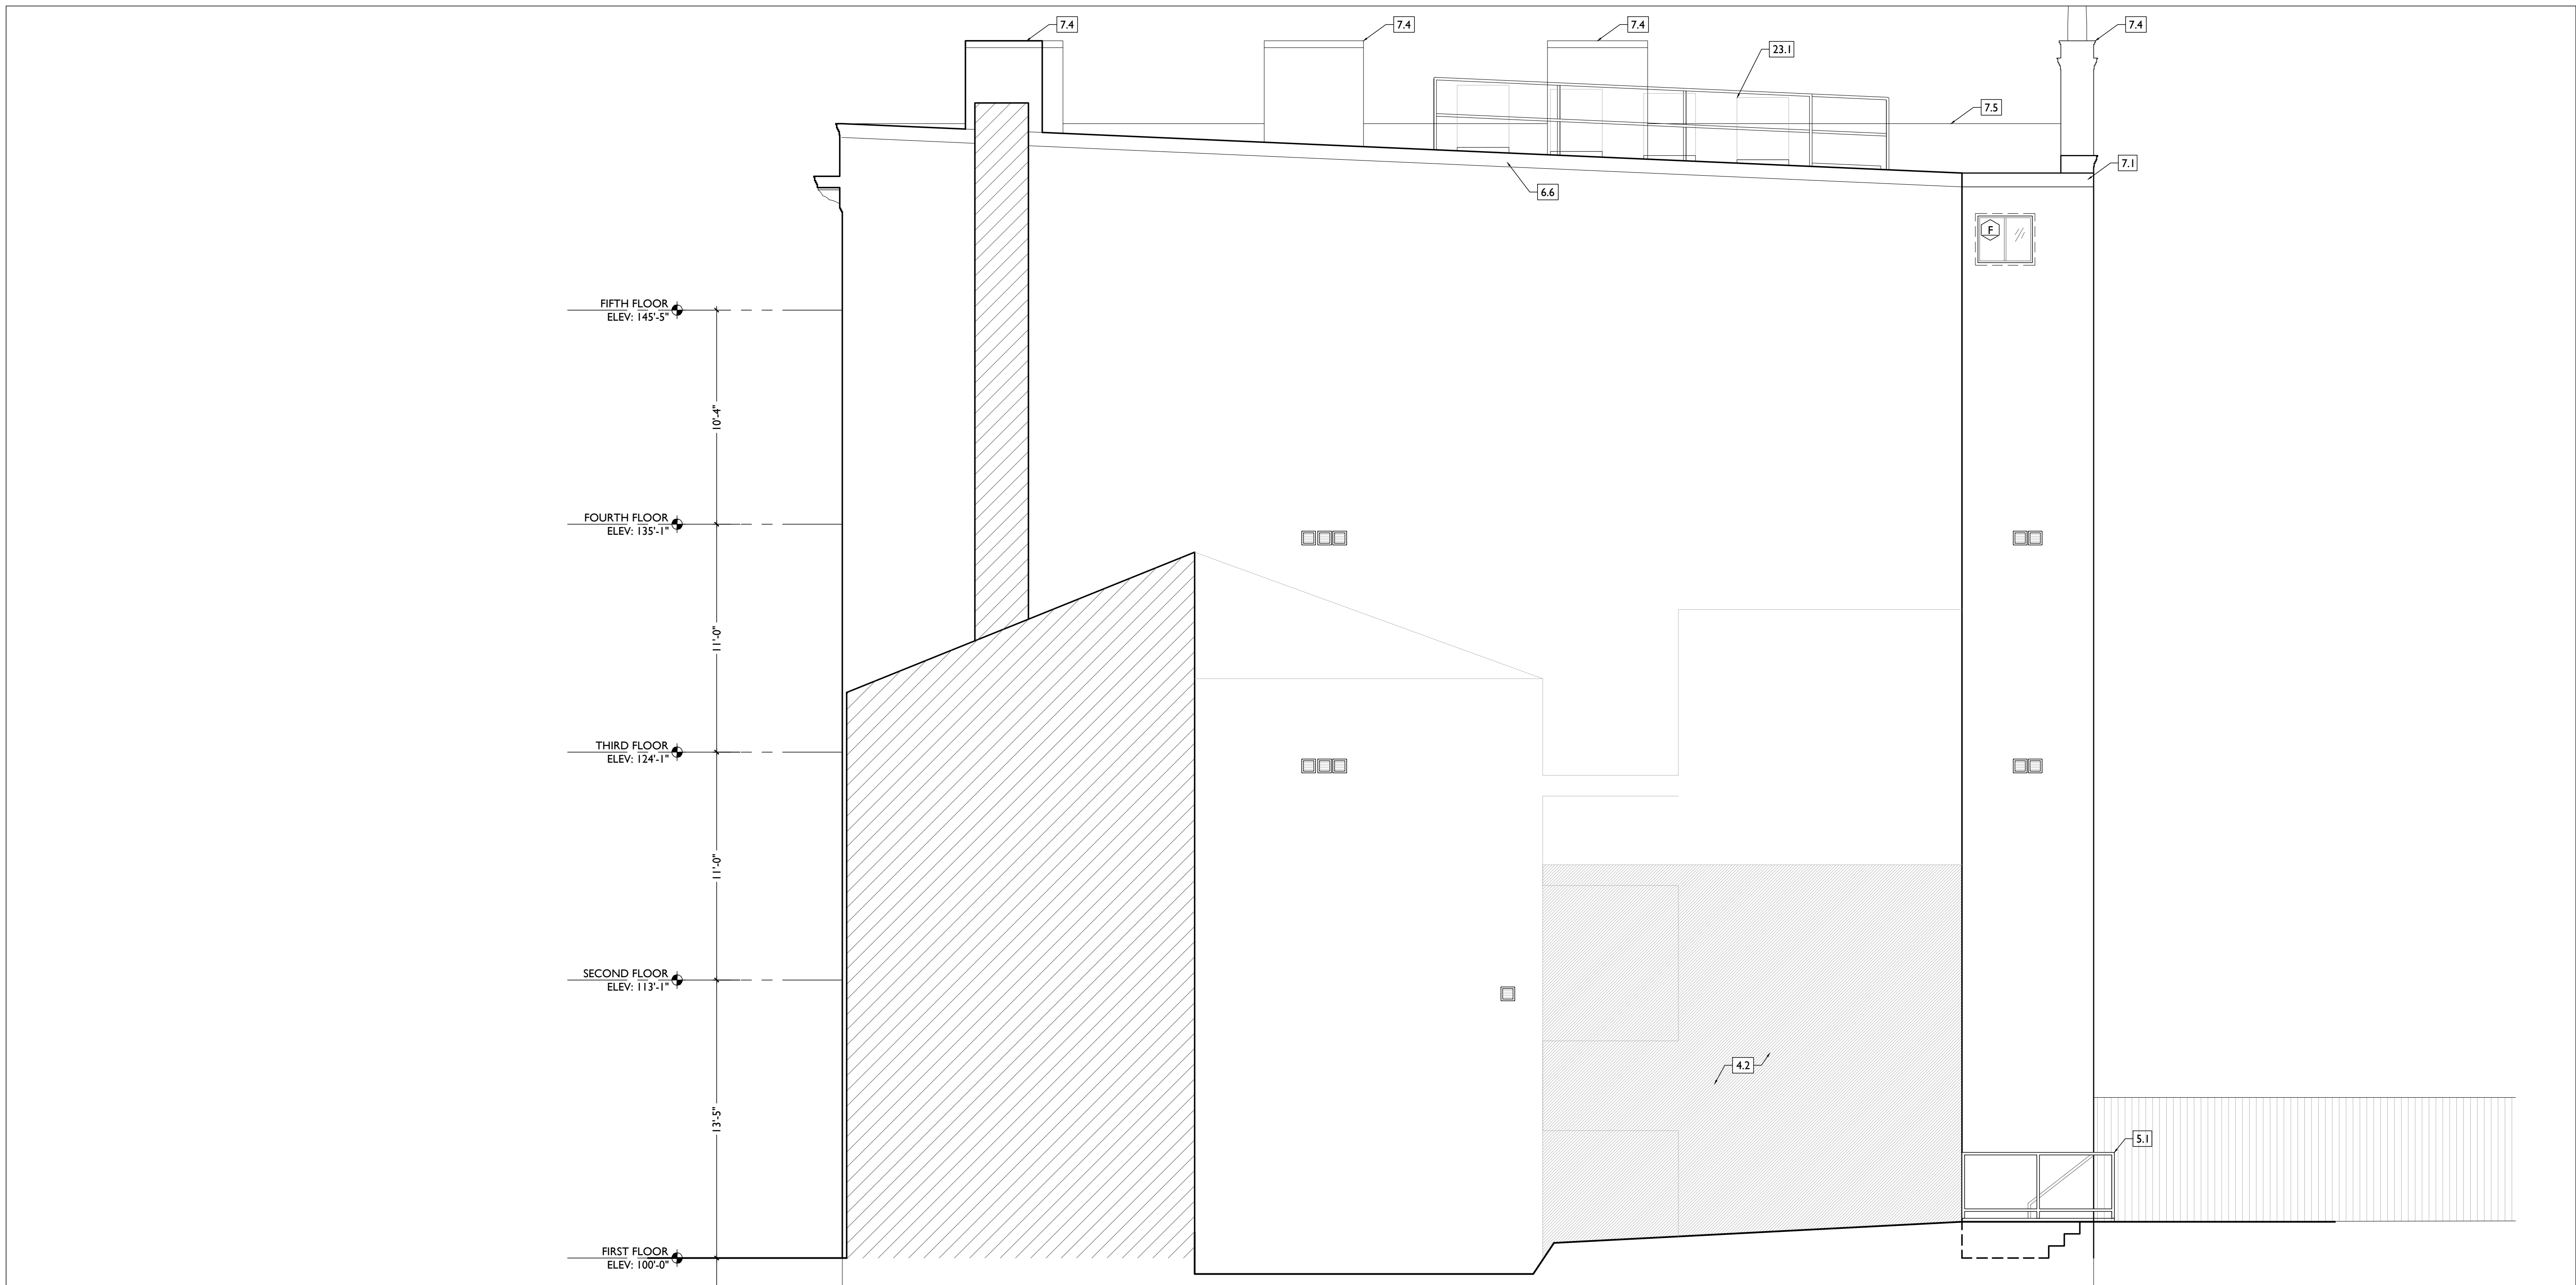 7.4
7.4
7.4
7.4
23.1
7.5
7.1
6.6
F
FIFTH FLOOR
ELEV: 145'-5"
10'-4"
FOURTH FLOOR
ELEV: 135'-1"
11'-0"
THIRD FLOOR
ELEV: 124'-1"
11'-0"
SECOND FLOOR
ELEV: 113'-1"
4.2
13'-5"
5.1
FIRST FLOOR
ELEV: 100'-0"